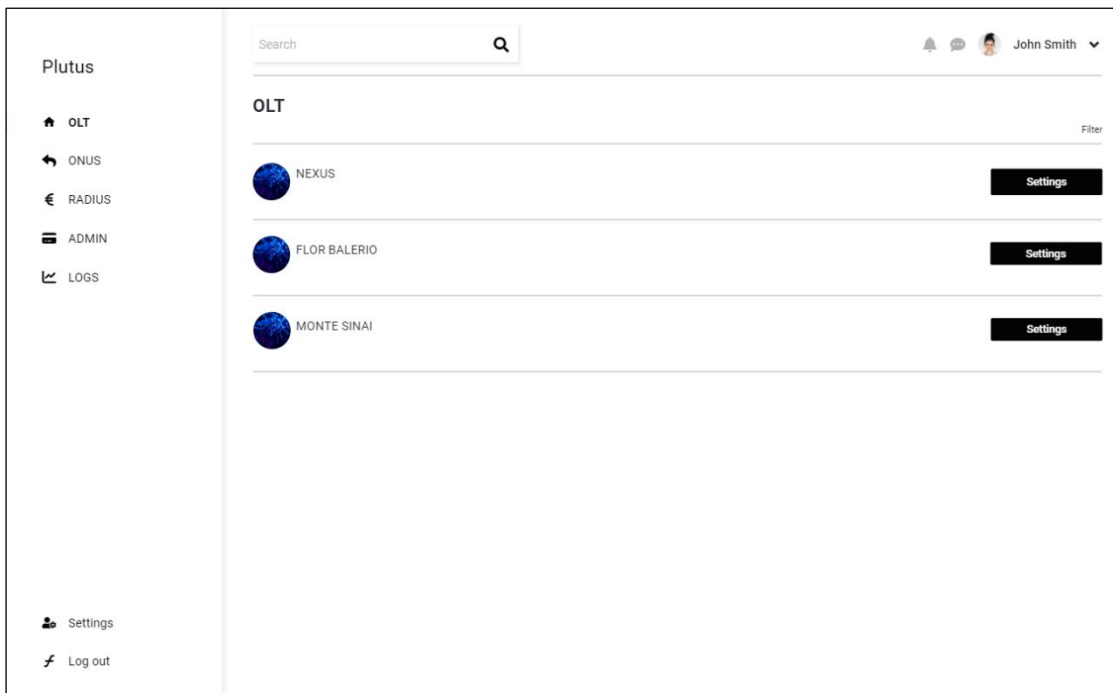 Plutus
OLT
ONUS
RADIUS
ADMIN
LOGS
Settings
Log out
Search
John Smith
OLT
Filter
NEXUS
Settings
FLOR BALERIO
Settings
MONTE SINAI
Settings